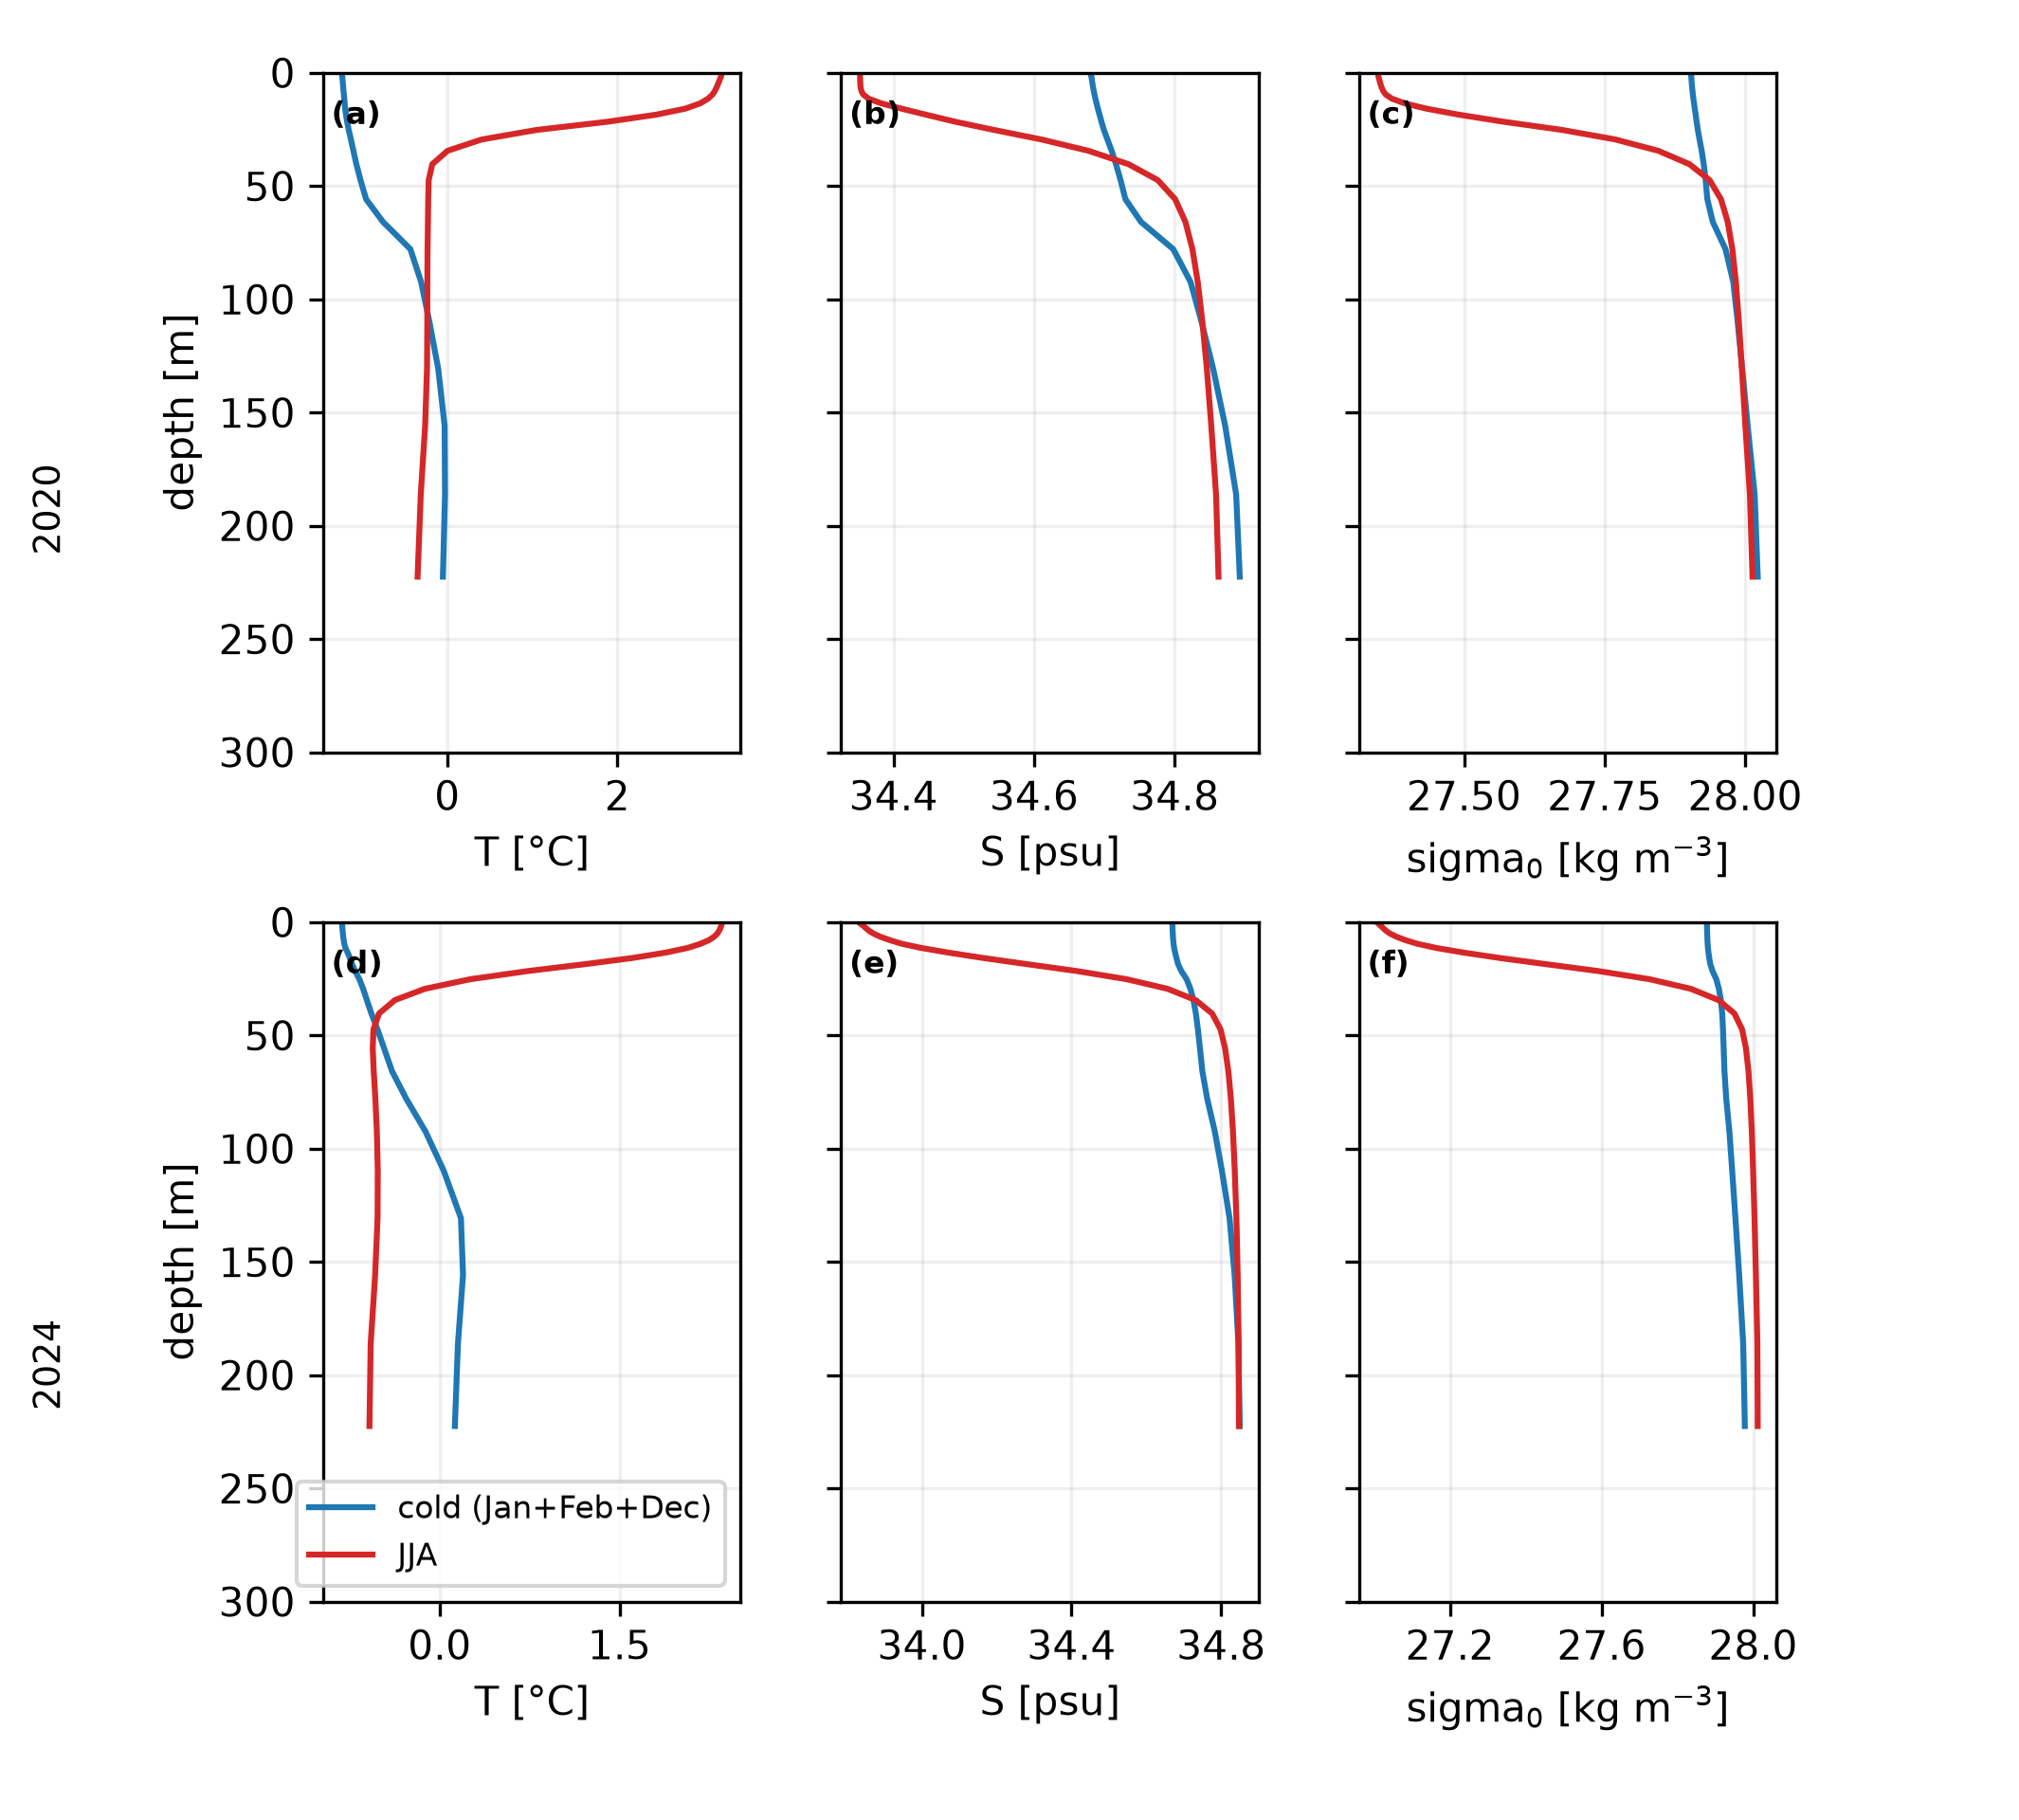 2020
depth [m]
0
50
100
150
200
250
300
(a)
0 2
T [°C]
(b)
34.4 34.6 34.8
S [psu]
(c)
27.50 27.75 28.00
sigma₀ [kg m⁻³]
2024
depth [m]
0
50
100
150
200
250
300
(d)
cold (Jan+Feb+Dec)
JJA
0.0 1.5
T [°C]
(e)
34.0 34.4 34.8
S [psu]
(f)
27.2 27.6 28.0
sigma₀ [kg m⁻³]